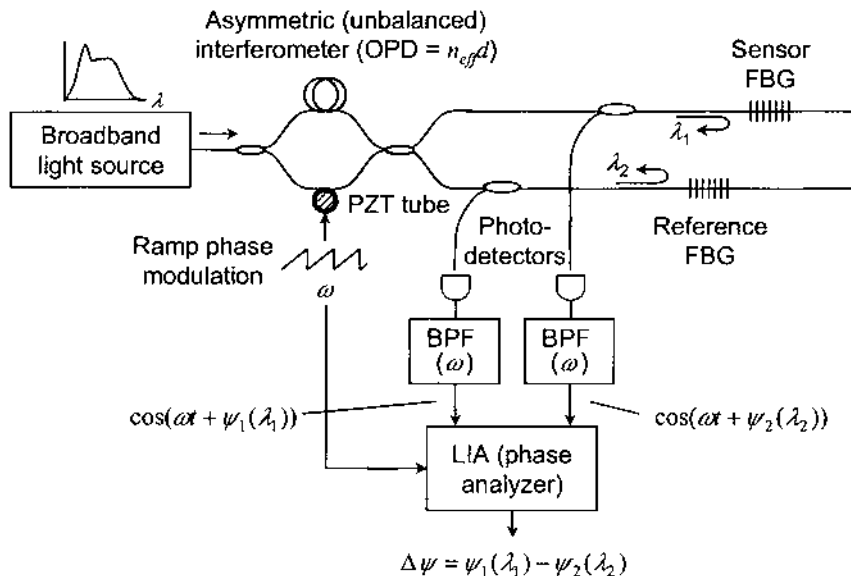 Asymmetric (unbalanced)
interferometer (OPD = n_eff d)
Sensor
FBG
λ
Broadband
light source
λ₁
λ₂
PZT tube
Photo-
detectors
Reference
FBG
Ramp phase
modulation
ω
BPF
(ω)
BPF
(ω)
cos(ωt + ψ₁(λ₁))
cos(ωt + ψ₂(λ₂))
LIA (phase
analyzer)
Δψ = ψ₁(λ₁) − ψ₂(λ₂)